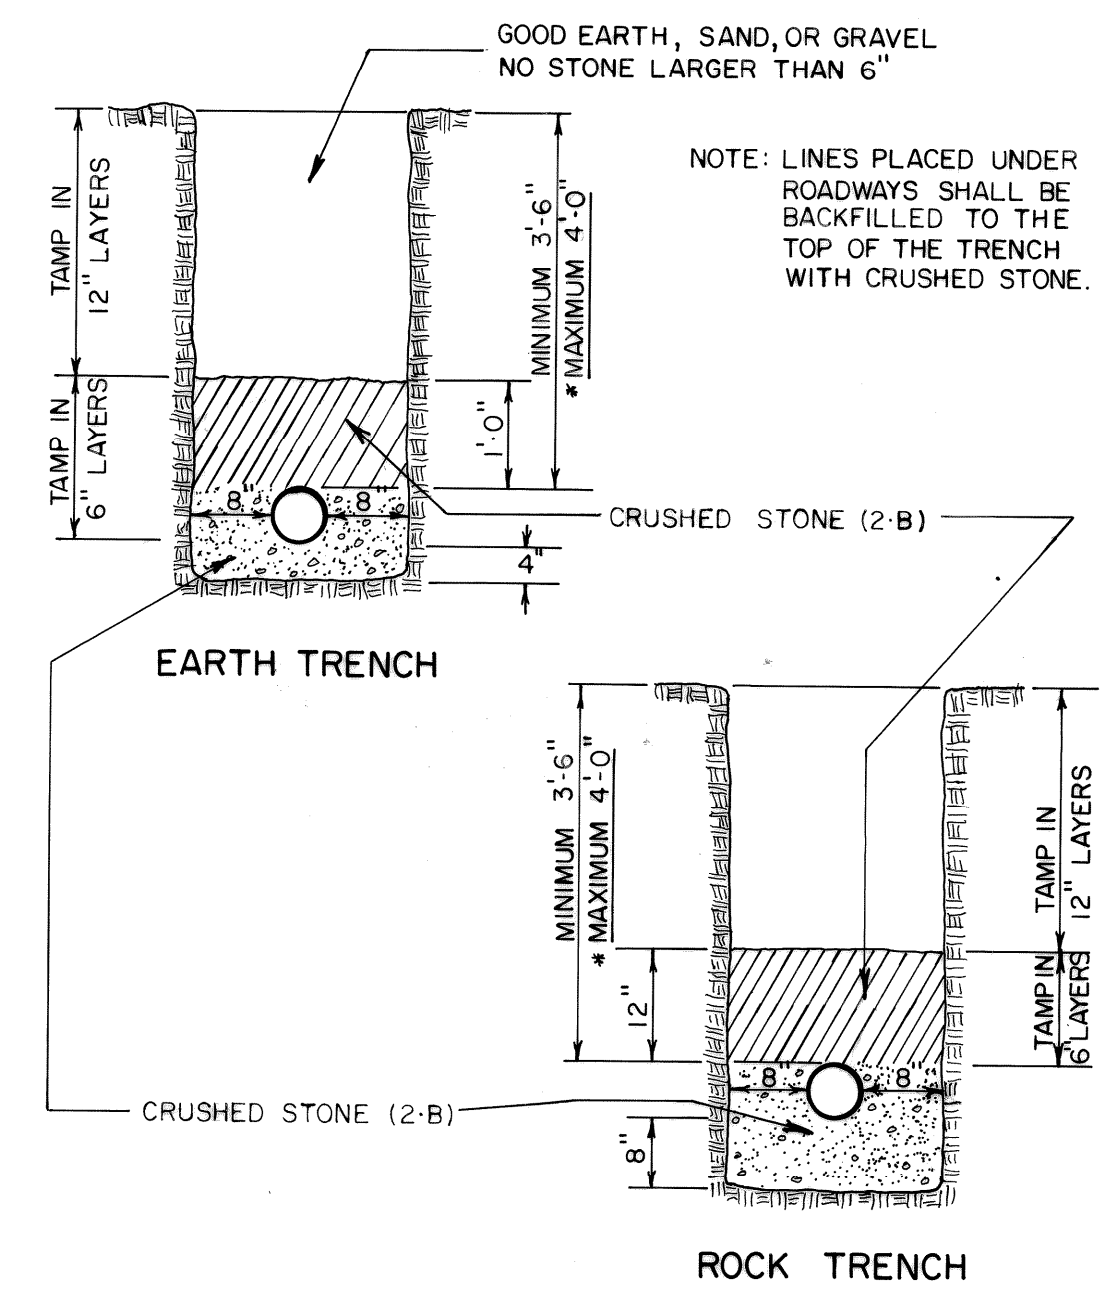 GOOD EARTH, SAND, OR GRAVEL
NO STONE LARGER THAN 6"
NOTE: LINES PLACED UNDER
ROADWAYS SHALL BE
BACKFILLED TO THE
TOP OF THE TRENCH
WITH CRUSHED STONE.
TAMP IN
12" LAYERS
TAMP IN
6" LAYERS
MINIMUM 3'-6"
* MAXIMUM 4'-0"
1'-0"
8"
8"
4"
CRUSHED STONE (2·B)
EARTH TRENCH
MINIMUM 3'-6"
* MAXIMUM 4'-0"
12"
8"
8"
8"
TAMP IN
12" LAYERS
TAMP IN
6" LAYERS
CRUSHED STONE (2·B)
ROCK TRENCH